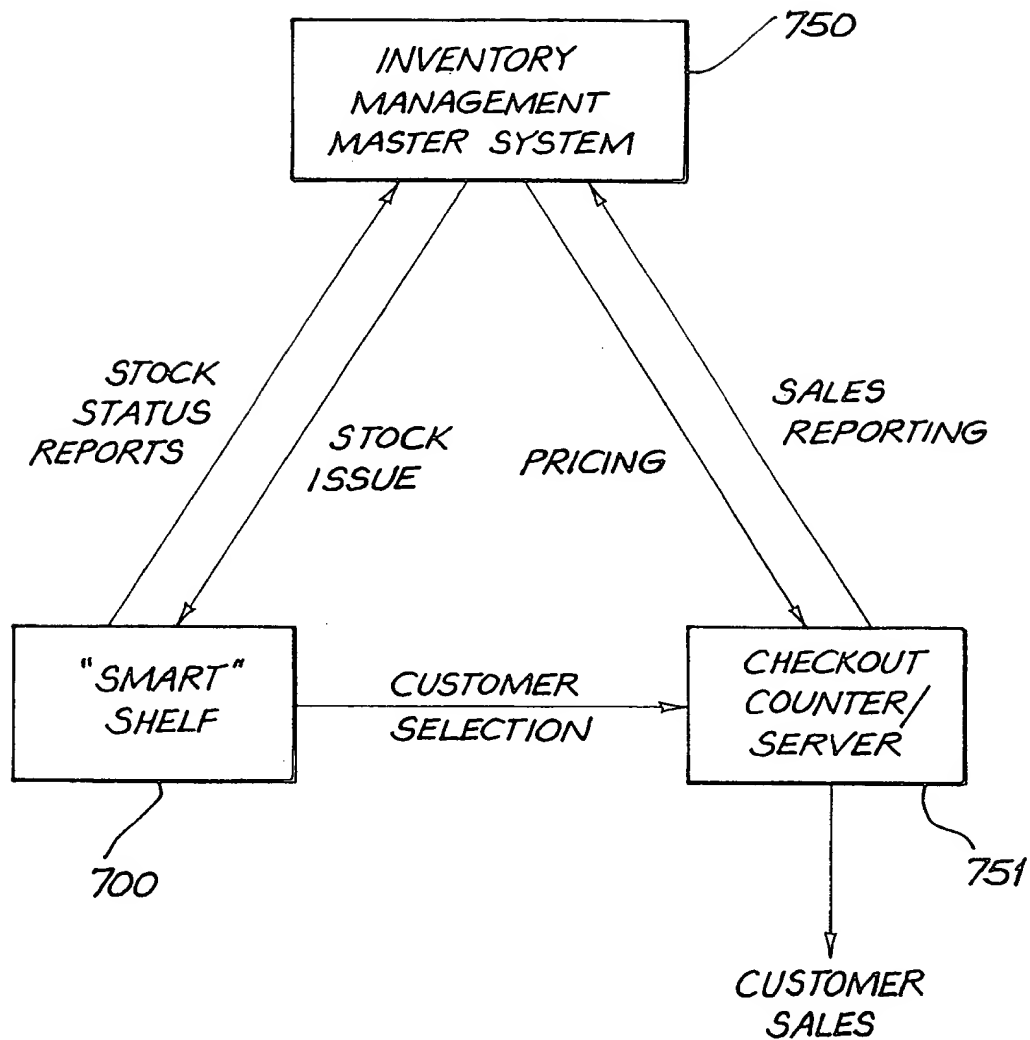 750
INVENTORY
MANAGEMENT
MASTER SYSTEM
STOCK
STATUS
REPORTS
STOCK
ISSUE
PRICING
SALES
REPORTING
"SMART"
SHELF
CUSTOMER
SELECTION
CHECKOUT
COUNTER/
SERVER
700
751
CUSTOMER
SALES